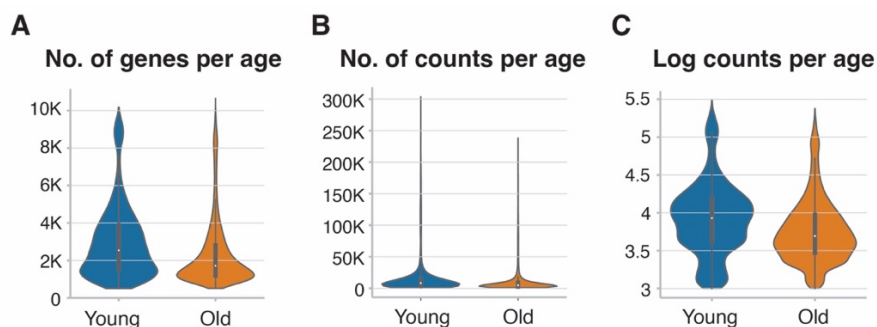 A
No. of genes per age
10K
8K
6K
4K
2K
0
Young Old
B
No. of counts per age
300K
250K
200K
150K
100K
50K
0
Young Old
C
Log counts per age
5.5
5
4.5
4
3.5
3
Young Old